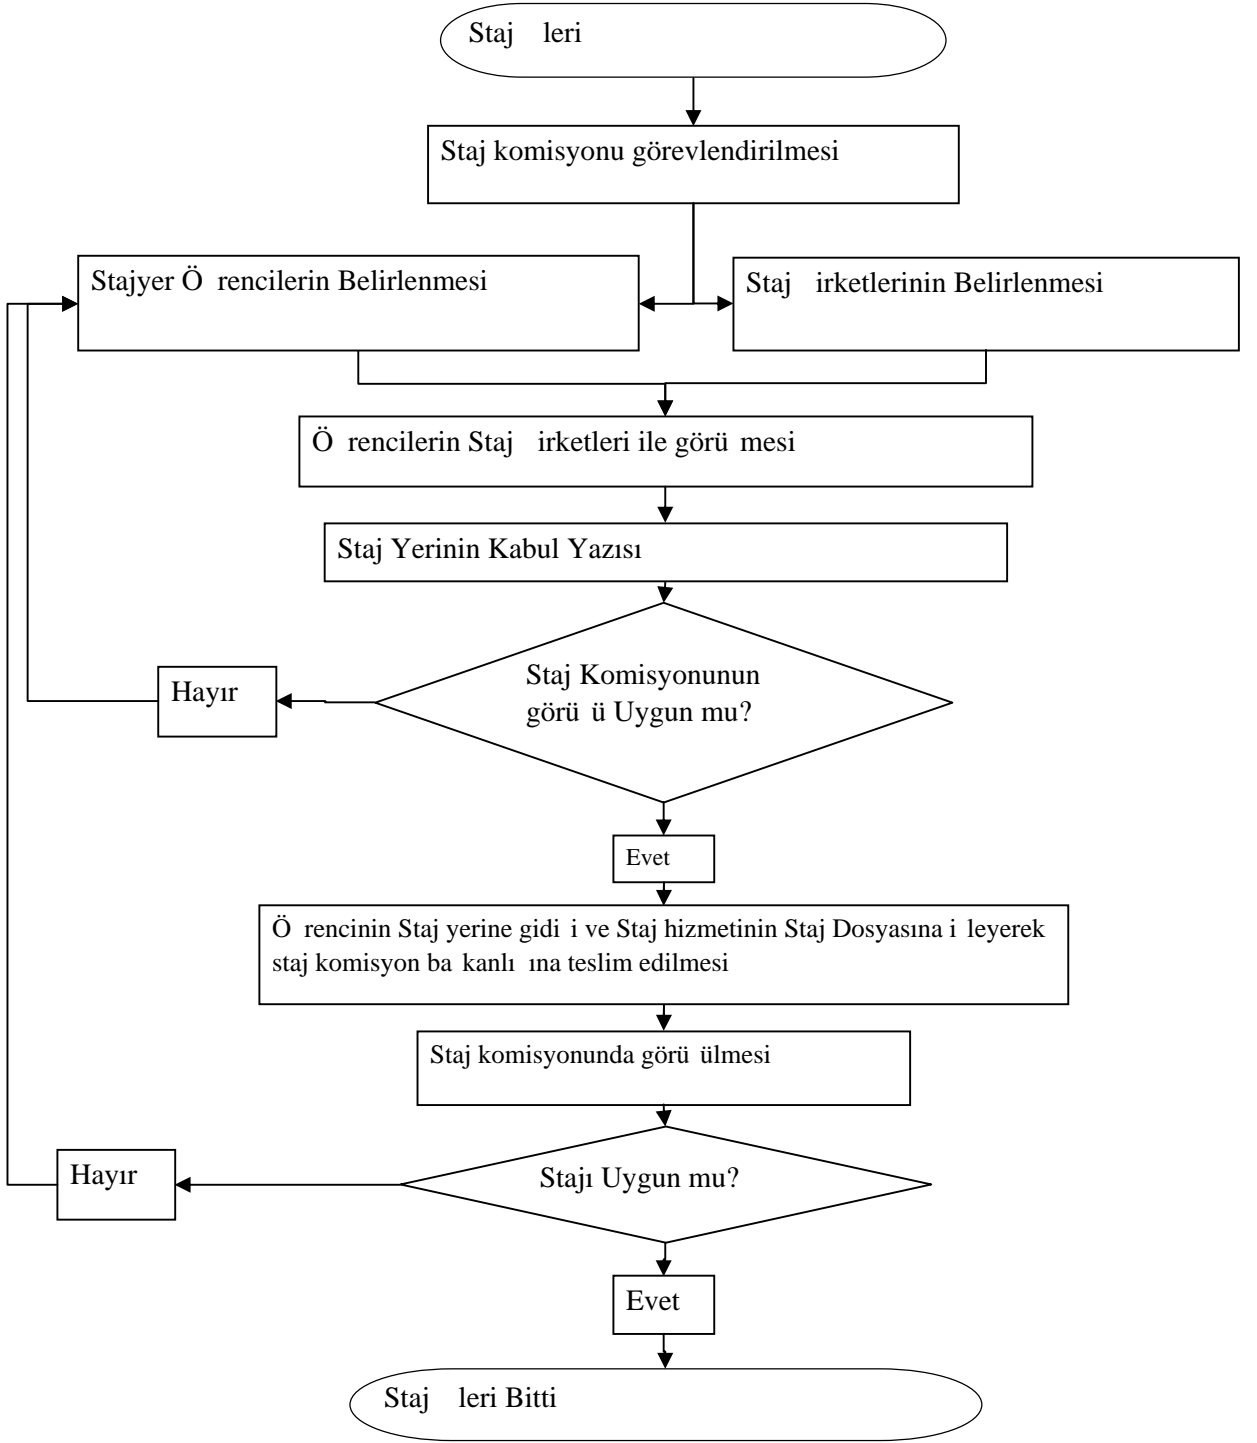 Staj leri
Staj komisyonu görevlendirilmesi
Stajyer Ö rencilerin Belirlenmesi
Staj irketlerinin Belirlenmesi
Ö rencilerin Staj irketleri ile görü mesi
Staj Yerinin Kabul Yazısı
Staj Komisyonunun
görü ü Uygun mu?
Hayır
Evet
Ö rencinin Staj yerine gidi i ve Staj hizmetinin Staj Dosyasına i leyerek
staj komisyon ba kanlı ına teslim edilmesi
Staj komisyonunda görü ülmesi
Stajı Uygun mu?
Hayır
Evet
Staj leri Bitti